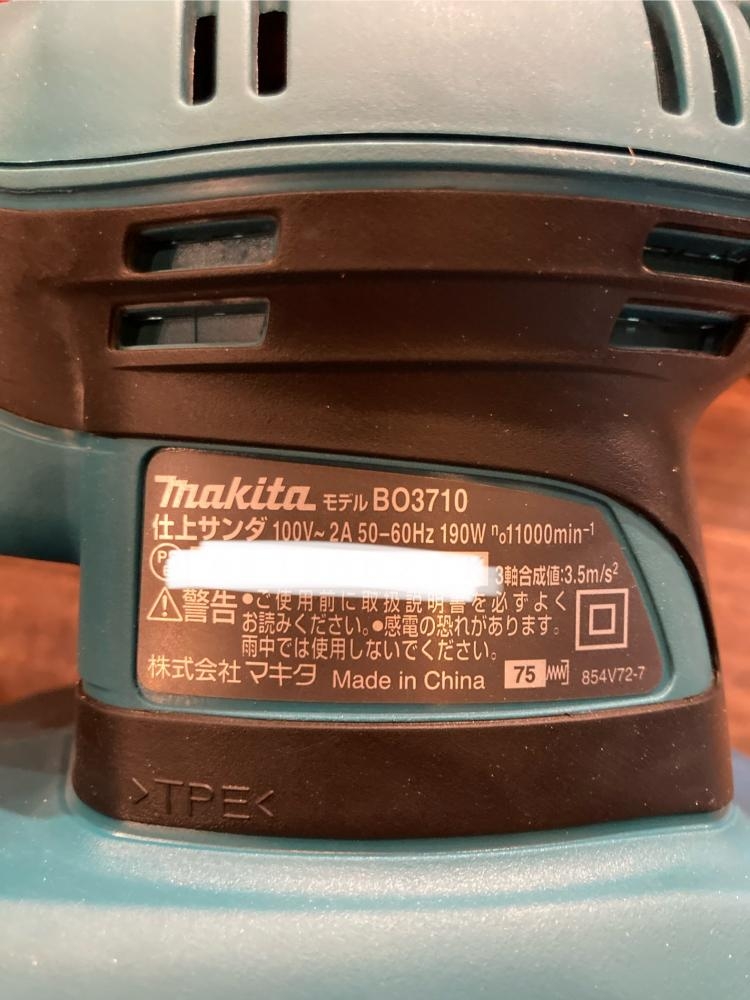 makita モデル BO3710
仕上サンダ 100V~ 2A 50-60Hz 190W n₀11000min⁻¹
3軸合成値:3.5m/s²
警告 •ご使用前に取扱説明書を必ずよく
お読みください。•感電の恐れがあります。
雨中では使用しないでください。
株式会社 マキタ Made in China 75 854V72-7
>TPE<